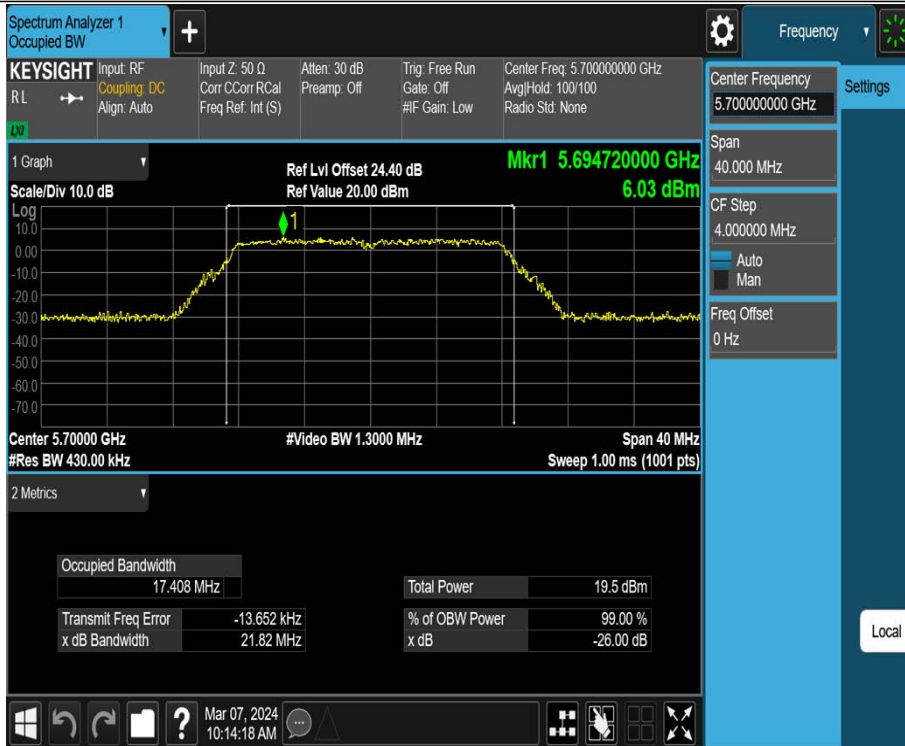 Spectrum Analyzer 1
Occupied BW
+
Frequency
KEYSIGHT
R L
LXI
Input: RF
Coupling: DC
Align: Auto
Input Z: 50 Ω
Corr CCorr RCal
Freq Ref: Int (S)
Atten: 30 dB
Preamp: Off
Trig: Free Run
Gate: Off
#IF Gain: Low
Center Freq: 5.700000000 GHz
Avg|Hold: 100/100
Radio Std: None
Center Frequency
5.700000000 GHz
Settings
Span
40.000 MHz
CF Step
4.000000 MHz
Auto
Man
Freq Offset
0 Hz
1 Graph
Scale/Div 10.0 dB
Ref Lvl Offset 24.40 dB
Ref Value 20.00 dBm
Mkr1 5.694720000 GHz
6.03 dBm
Log
1
10.0
0.00
-10.0
-20.0
-30.0
-40.0
-50.0
-60.0
-70.0
Center 5.70000 GHz
#Video BW 1.3000 MHz
Span 40 MHz
#Res BW 430.00 kHz
Sweep 1.00 ms (1001 pts)
2 Metrics
Occupied Bandwidth
17.408 MHz
Total Power 19.5 dBm
Transmit Freq Error -13.652 kHz
% of OBW Power 99.00 %
x dB Bandwidth 21.82 MHz
x dB -26.00 dB
Local
?
Mar 07, 2024
10:14:18 AM